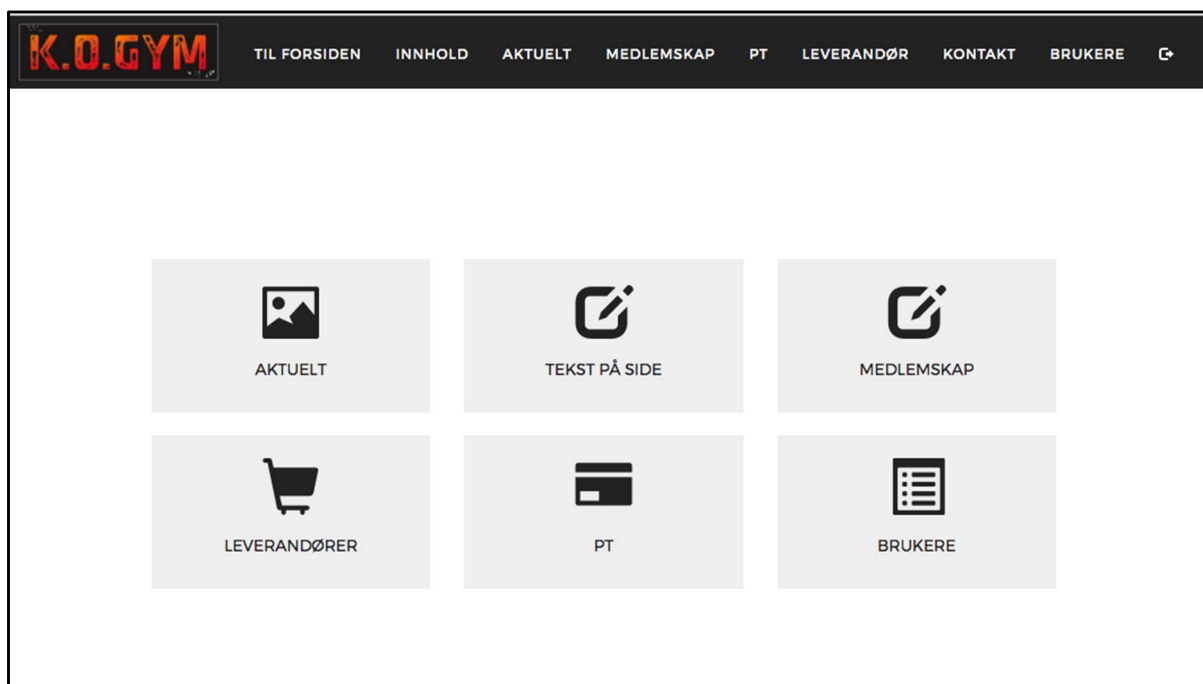 K.O.GYM TIL FORSIDEN INNHOLD AKTUELT MEDLEMSKAP PT LEVERANDØR KONTAKT BRUKERE
AKTUELT TEKST PÅ SIDE MEDLEMSKAP
LEVERANDØRER PT BRUKERE